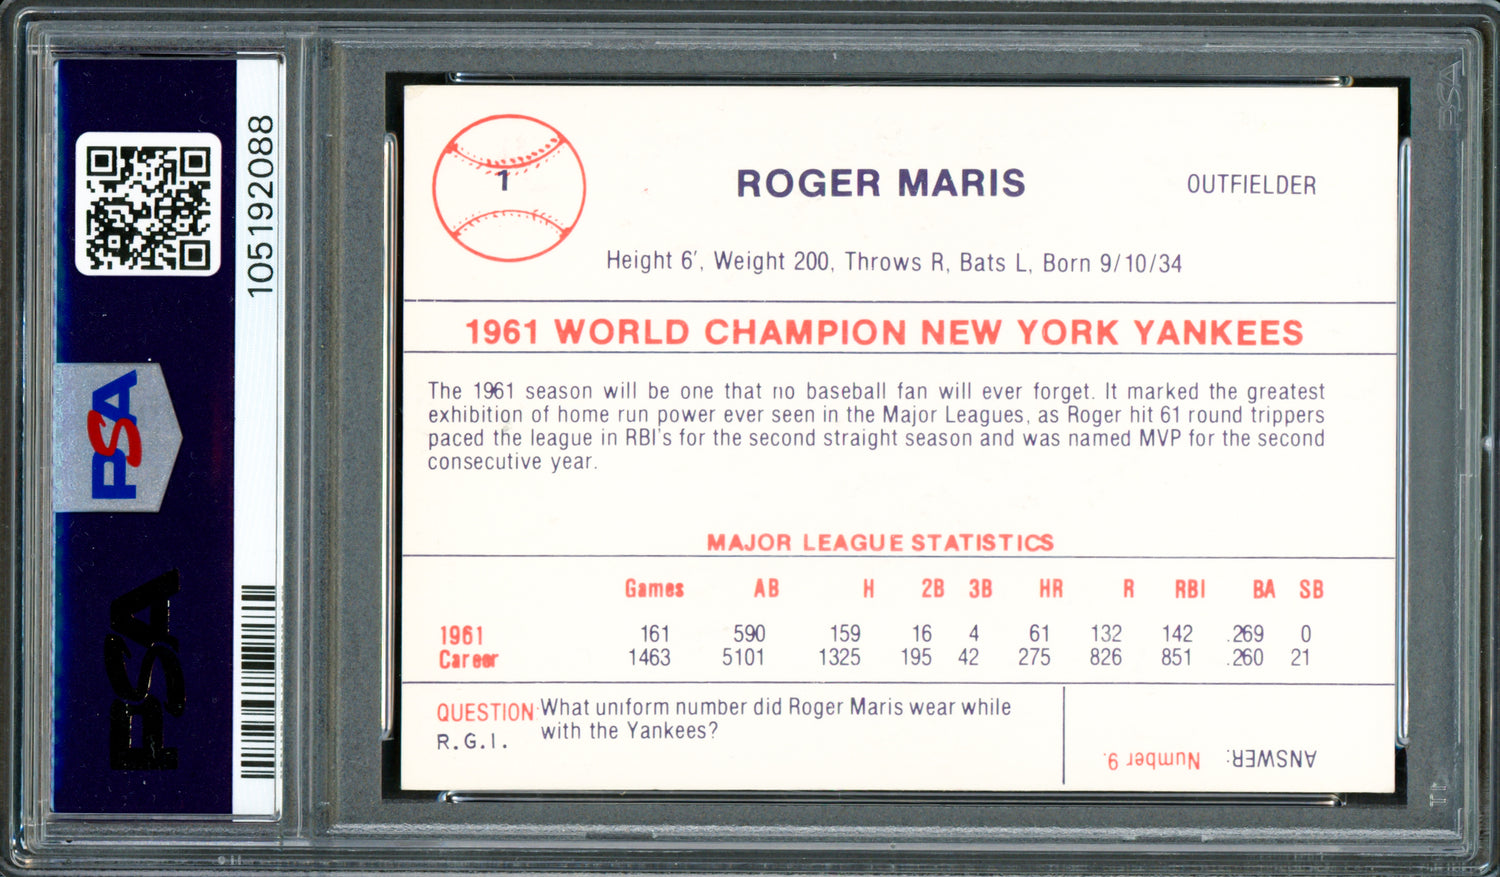 PSA
105192088
PSA
PSA
1
ROGER MARIS
OUTFIELDER
Height 6', Weight 200, Throws R, Bats L, Born 9/10/34
1961 WORLD CHAMPION NEW YORK YANKEES
The 1961 season will be one that no baseball fan will ever forget. It marked the greatest
exhibition of home run power ever seen in the Major Leagues, as Roger hit 61 round trippers
paced the league in RBI's for the second straight season and was named MVP for the second
consecutive year.
MAJOR LEAGUE STATISTICS
Games AB H 2B 3B HR R RBI BA SB
1961 161 590 159 16 4 61 132 142 .269 0
Career 1463 5101 1325 195 42 275 826 851 .260 21
QUESTION: What uniform number did Roger Maris wear while
R.G.I. with the Yankees?
ANSWER: Number 9.